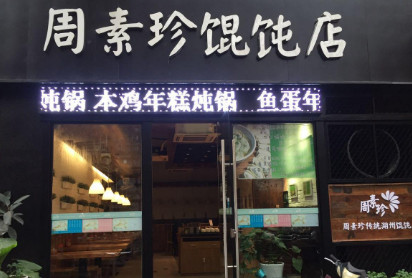 周素珍馄饨店
炖锅 本鸡年糕炖锅 鱼蛋年
周素珍
周素珍传统湖州馄饨